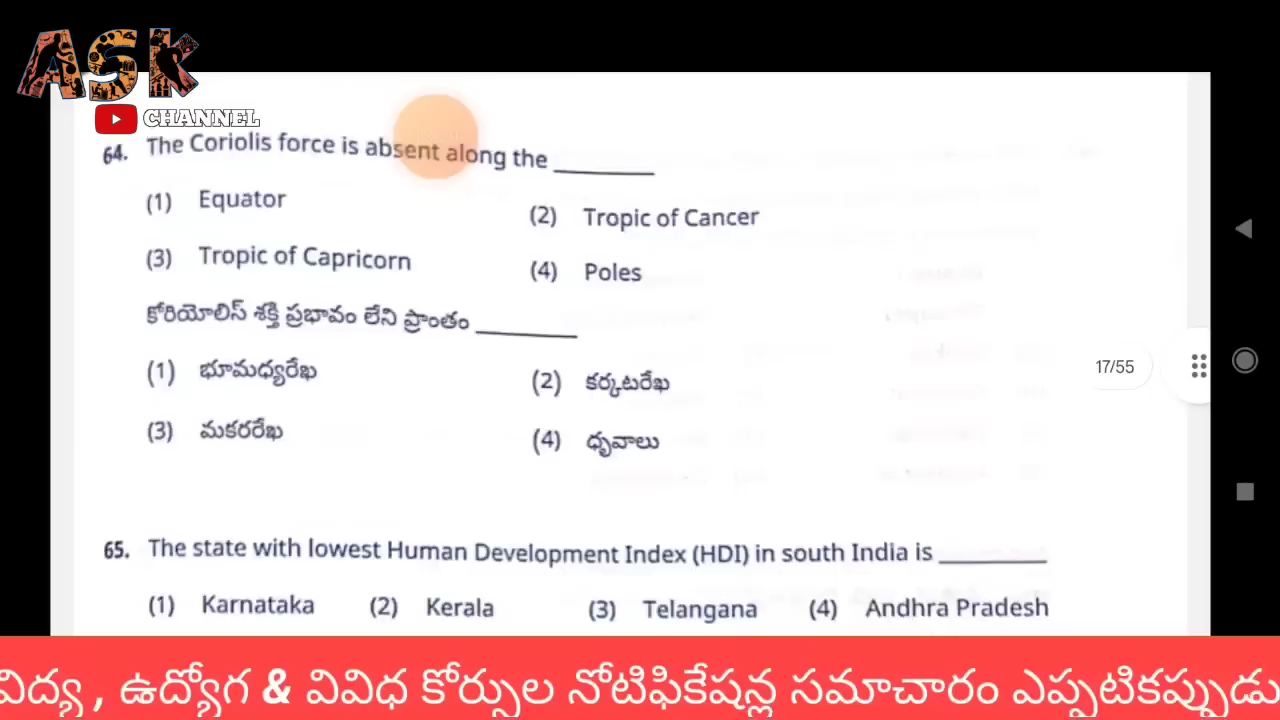 ASK
CHANNEL
64. The Coriolis force is absent along the ________
(1) Equator (2) Tropic of Cancer
(3) Tropic of Capricorn (4) Poles
కోరియోలిస్ శక్తి ప్రభావం లేని ప్రాంతం ________
(1) భూమధ్యరేఖ (2) కర్కటరేఖ
(3) మకరరేఖ (4) ధృవాలు
17/55
65. The state with lowest Human Development Index (HDI) in south India is ________
(1) Karnataka (2) Kerala (3) Telangana (4) Andhra Pradesh
విద్య , ఉద్యోగ & వివిధ కోర్సుల నోటిఫికేషన్ల సమాచారం ఎప్పటికప్పుడు